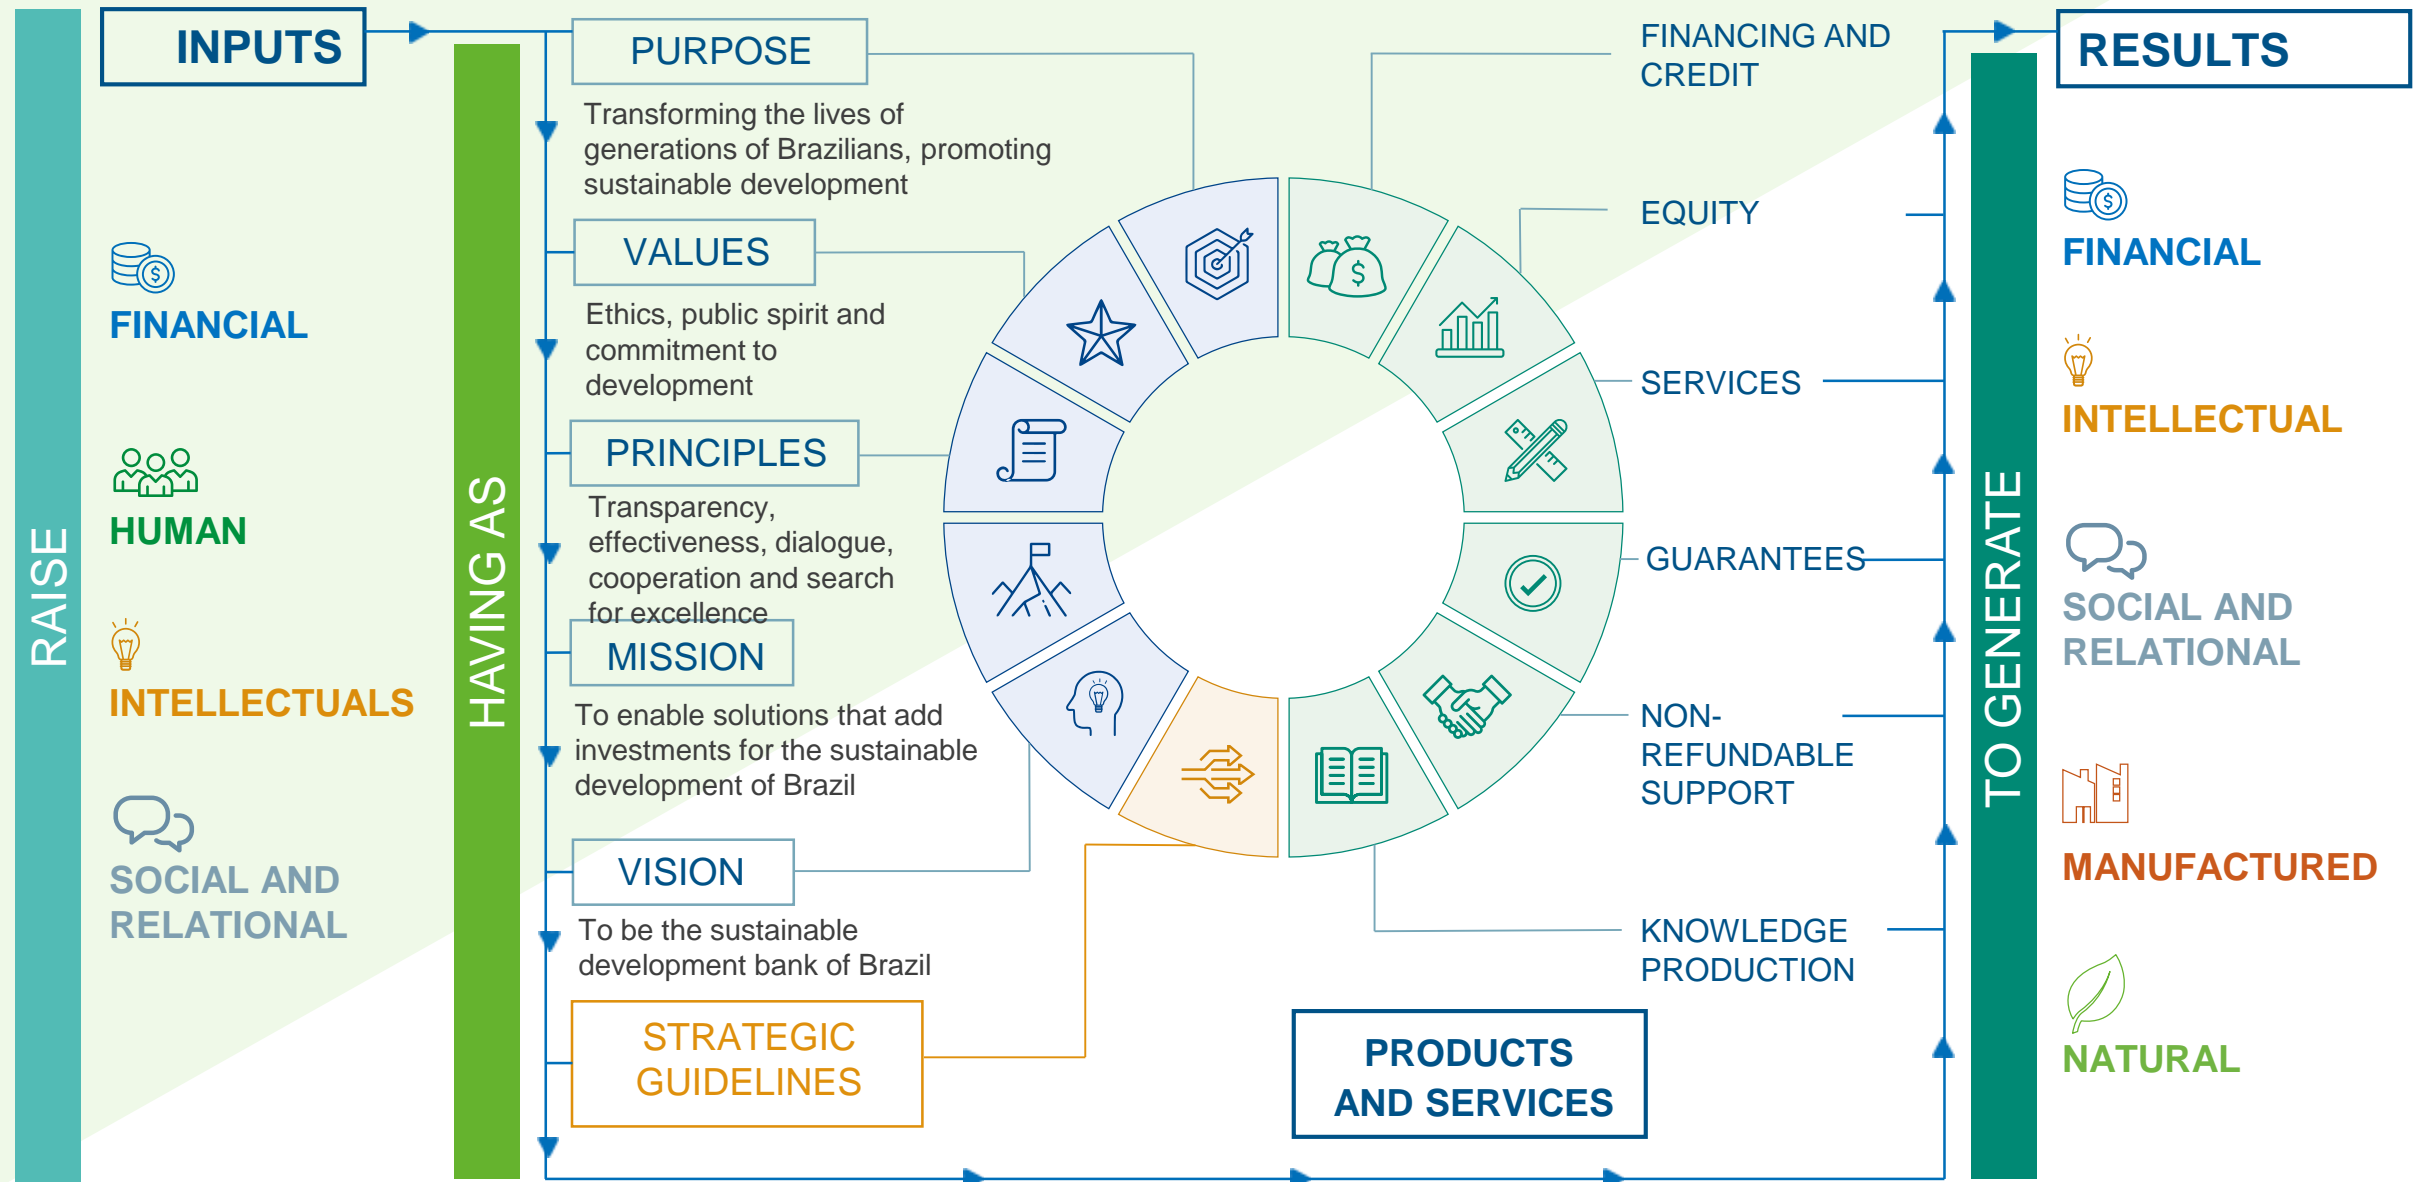 RAISE
INPUTS
FINANCIAL
HUMAN
INTELLECTUALS
SOCIAL AND
RELATIONAL
HAVING AS
PURPOSE
Transforming the lives of
generations of Brazilians, promoting
sustainable development
VALUES
Ethics, public spirit and
commitment to
development
PRINCIPLES
Transparency,
effectiveness, dialogue,
cooperation and search
for excellence
MISSION
To enable solutions that add
investments for the sustainable
development of Brazil
VISION
To be the sustainable
development bank of Brazil
STRATEGIC
GUIDELINES
$
$
$
FINANCING AND
CREDIT
EQUITY
SERVICES
GUARANTEES
NON-
REFUNDABLE
SUPPORT
KNOWLEDGE
PRODUCTION
PRODUCTS
AND SERVICES
TO GENERATE
RESULTS
FINANCIAL
INTELLECTUAL
SOCIAL AND
RELATIONAL
MANUFACTURED
NATURAL